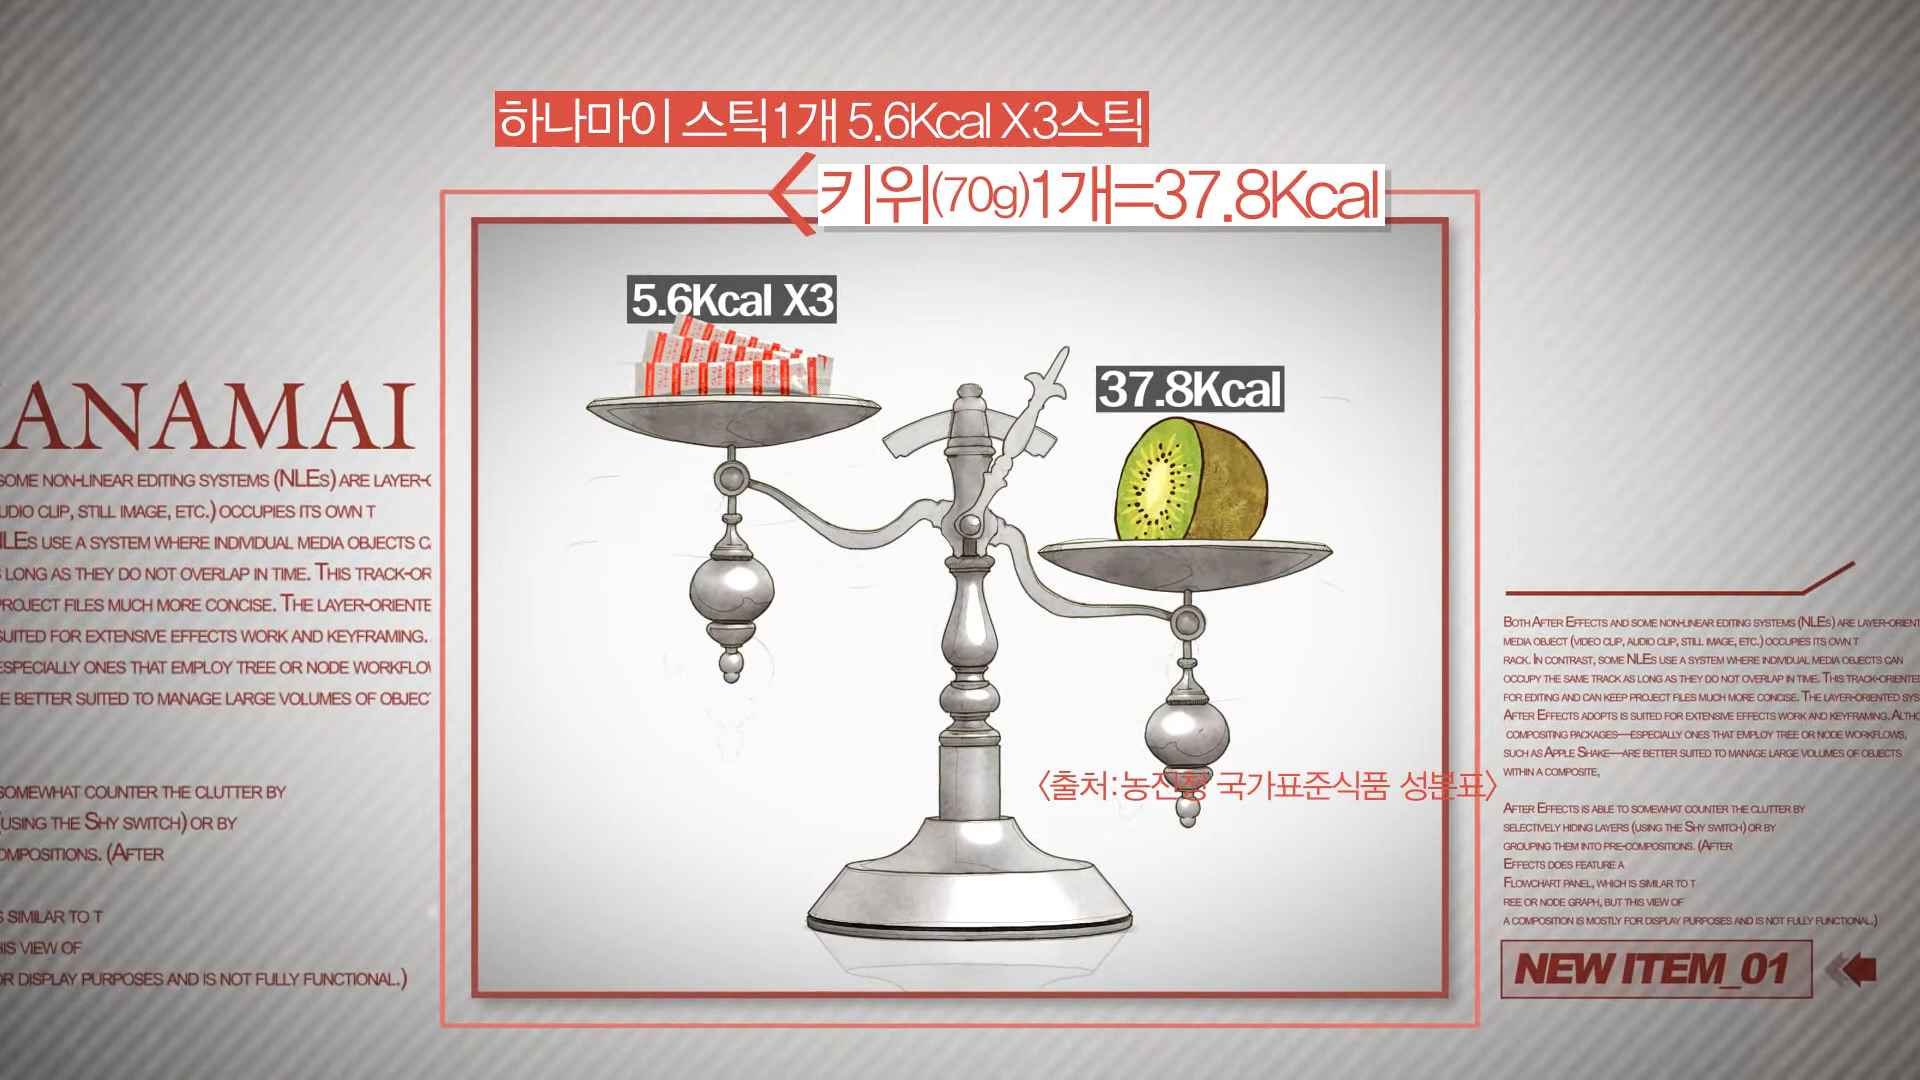 하나마이 스틱1개 5.6Kcal X3스틱
키위(70g)1개=37.8Kcal
5.6Kcal X3
37.8Kcal
ANAMAI
SOME NON-LINEAR EDITING SYSTEMS (NLES) ARE LAYER-
UDIO CLIP, STILL IMAGE, ETC.) OCCUPIES ITS OWN T
NLES USE A SYSTEM WHERE INDIVIDUAL MEDIA OBJECTS
LONG AS THEY DO NOT OVERLAP IN TIME. THIS TRACK-OR
PROJECT FILES MUCH MORE CONCISE. THE LAYER-ORIENTE
SUITED FOR EXTENSIVE EFFECTS WORK AND KEYFRAMING.
ESPECIALLY ONES THAT EMPLOY TREE OR NODE WORKFLO
E BETTER SUITED TO MANAGE LARGE VOLUMES OF OBJEC
SOMEWHAT COUNTER THE CLUTTER BY
(USING THE SHY SWITCH) OR BY
OMPOSITIONS. (AFTER
S SIMILAR TO T
HIS VIEW OF
OR DISPLAY PURPOSES AND IS NOT FULLY FUNCTIONAL.)
<출처:농진청 국가표준식품 성분표>
BOTH AFTER EFFECTS AND SOME NON-LINEAR EDITING SYSTEMS (NLES) ARE LAYER-ORIENT
MEDIA OBJECT (VIDEO CLIP, AUDIO CLIP, STILL IMAGE, ETC.) OCCUPIES ITS OWN T
RACK. IN CONTRAST, SOME NLES USE A SYSTEM WHERE INDIVIDUAL MEDIA OBJECTS CAN
OCCUPY THE SAME TRACK AS LONG AS THEY DO NOT OVERLAP IN TIME. THIS TRACK-ORIENTED
FOR EDITING AND CAN KEEP PROJECT FILES MUCH MORE CONCISE. THE LAYER-ORIENTED SYS
AFTER EFFECTS ADOPTS IS SUITED FOR EXTENSIVE EFFECTS WORK AND KEYFRAMING. ALTHO
COMPOSITING PACKAGES—ESPECIALLY ONES THAT EMPLOY TREE OR NODE WORKFLOWS,
SUCH AS APPLE SHAKE—ARE BETTER SUITED TO MANAGE LARGE VOLUMES OF OBJECTS
WITHIN A COMPOSITE,
AFTER EFFECTS IS ABLE TO SOMEWHAT COUNTER THE CLUTTER BY
SELECTIVELY HIDING LAYERS (USING THE SHY SWITCH) OR BY
GROUPING THEM INTO PRE-COMPOSITIONS. (AFTER
EFFECTS DOES FEATURE A
FLOWCHART PANEL, WHICH IS SIMILAR TO T
REE OR NODE GRAPH, BUT THIS VIEW OF
A COMPOSITION IS MOSTLY FOR DISPLAY PURPOSES AND IS NOT FULLY FUNCTIONAL.)
NEW ITEM_01